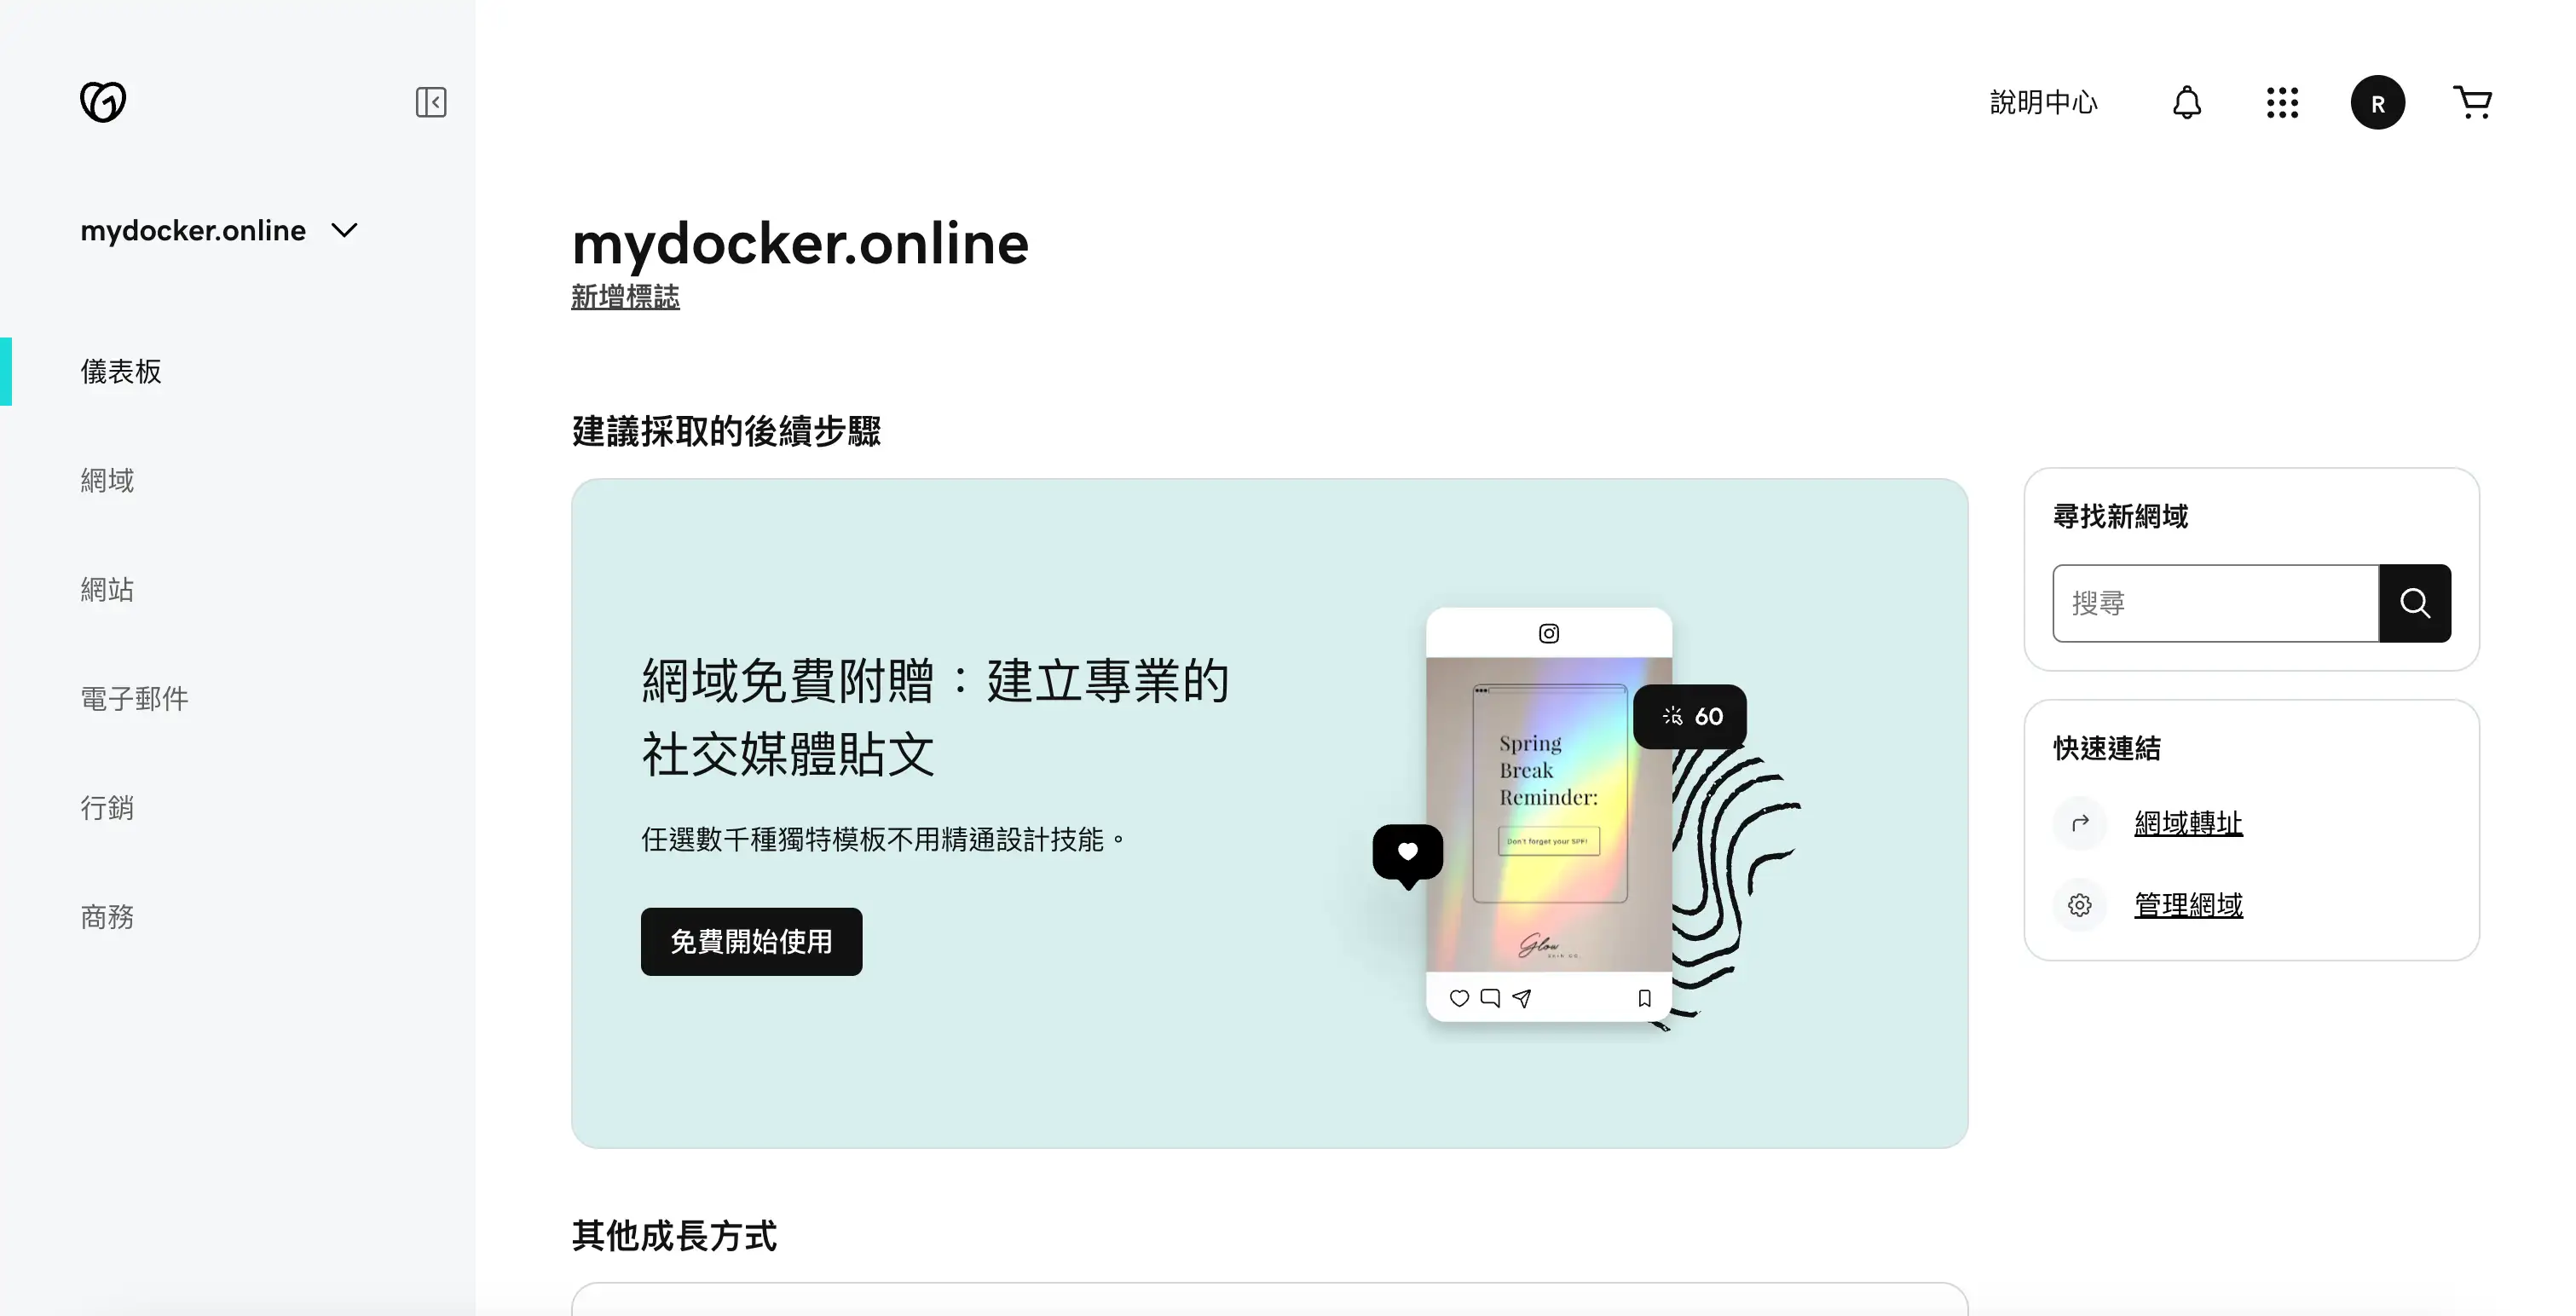 說明中心
R
mydocker.online
mydocker.online
新增標誌
儀表板
網域
網站
電子郵件
行銷
商務
建議採取的後續步驟
網域免費附贈：建立專業的
社交媒體貼文
任選數千種獨特模板不用精通設計技能。
免費開始使用
60
Spring
Break
Reminder:
Don't forget your SPF!
Glow
SKIN CO.
尋找新網域
搜尋
快速連結
網域轉址
管理網域
其他成長方式